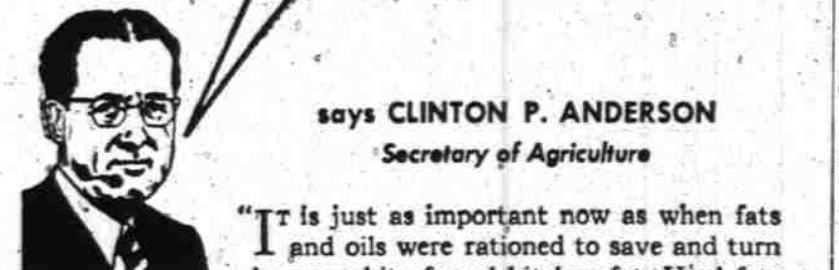 says CLINTON P. ANDERSON
Secretary of Agriculture
"IT is just as important now as when fats
and oils were rationed to save and turn